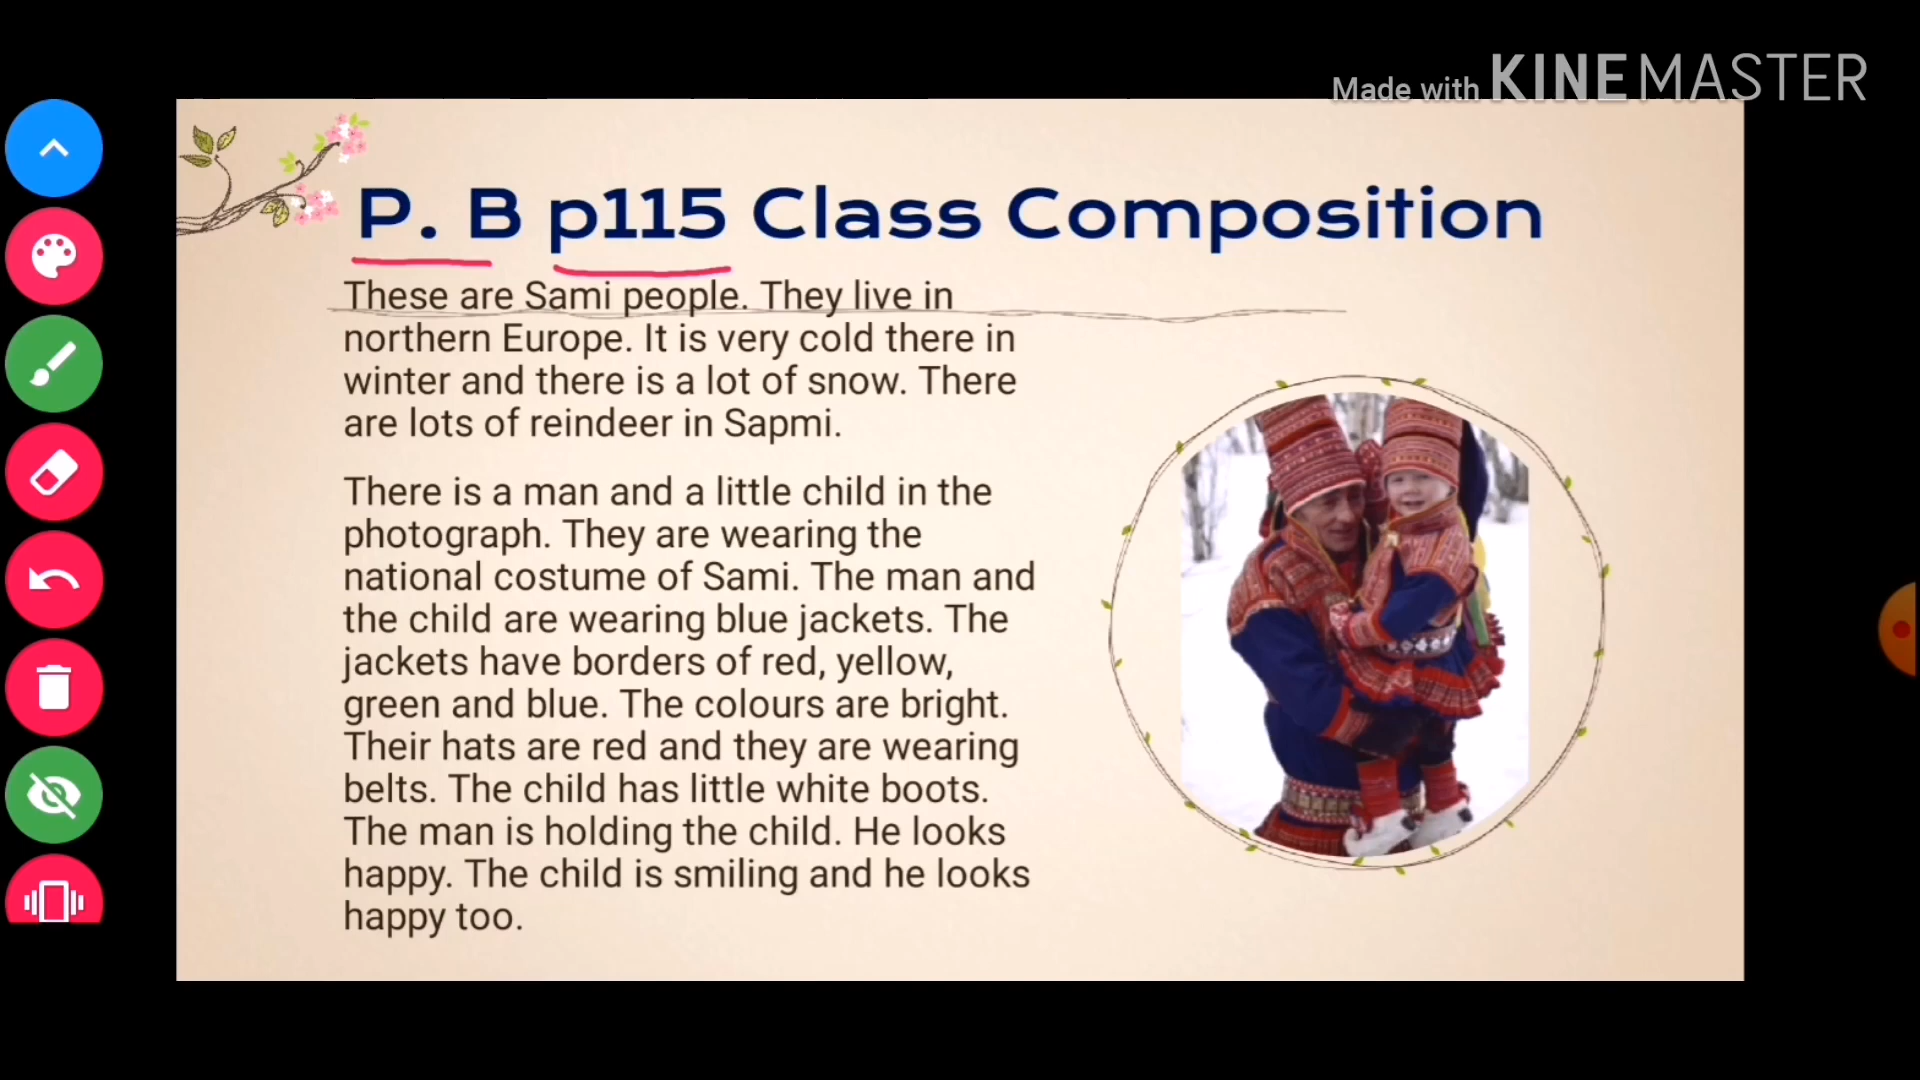 Made with KINEMASTER
P. B p115 Class Composition
These are Sami people. They live in
northern Europe. It is very cold there in
winter and there is a lot of snow. There
are lots of reindeer in Sapmi.
There is a man and a little child in the
photograph. They are wearing the
national costume of Sami. The man and
the child are wearing blue jackets. The
jackets have borders of red, yellow,
green and blue. The colours are bright.
Their hats are red and they are wearing
belts. The child has little white boots.
The man is holding the child. He looks
happy. The child is smiling and he looks
happy too.